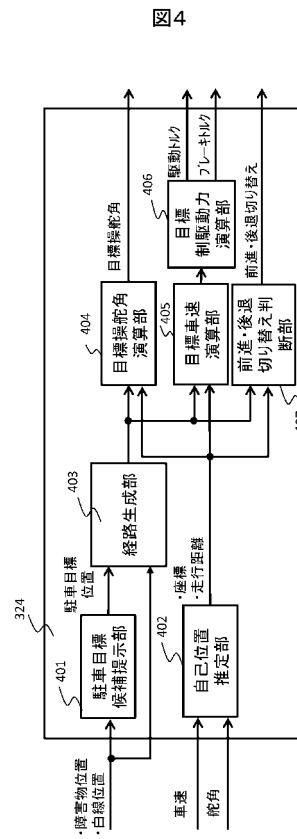 図4
324
・障害物位置
・白線位置
401
駐車目標
候補提示部
駐車目標
位置
403
経路生成部
車速
舵角
402
自己位置
推定部
・座標
・走行距離
404
目標操舵角
演算部
目標操舵角
405
目標車速
演算部
406
目標
制駆動力
演算部
駆動トルク
ブレーキトルク
前進・後退
切り替え判
断部
前進・後退切り替え